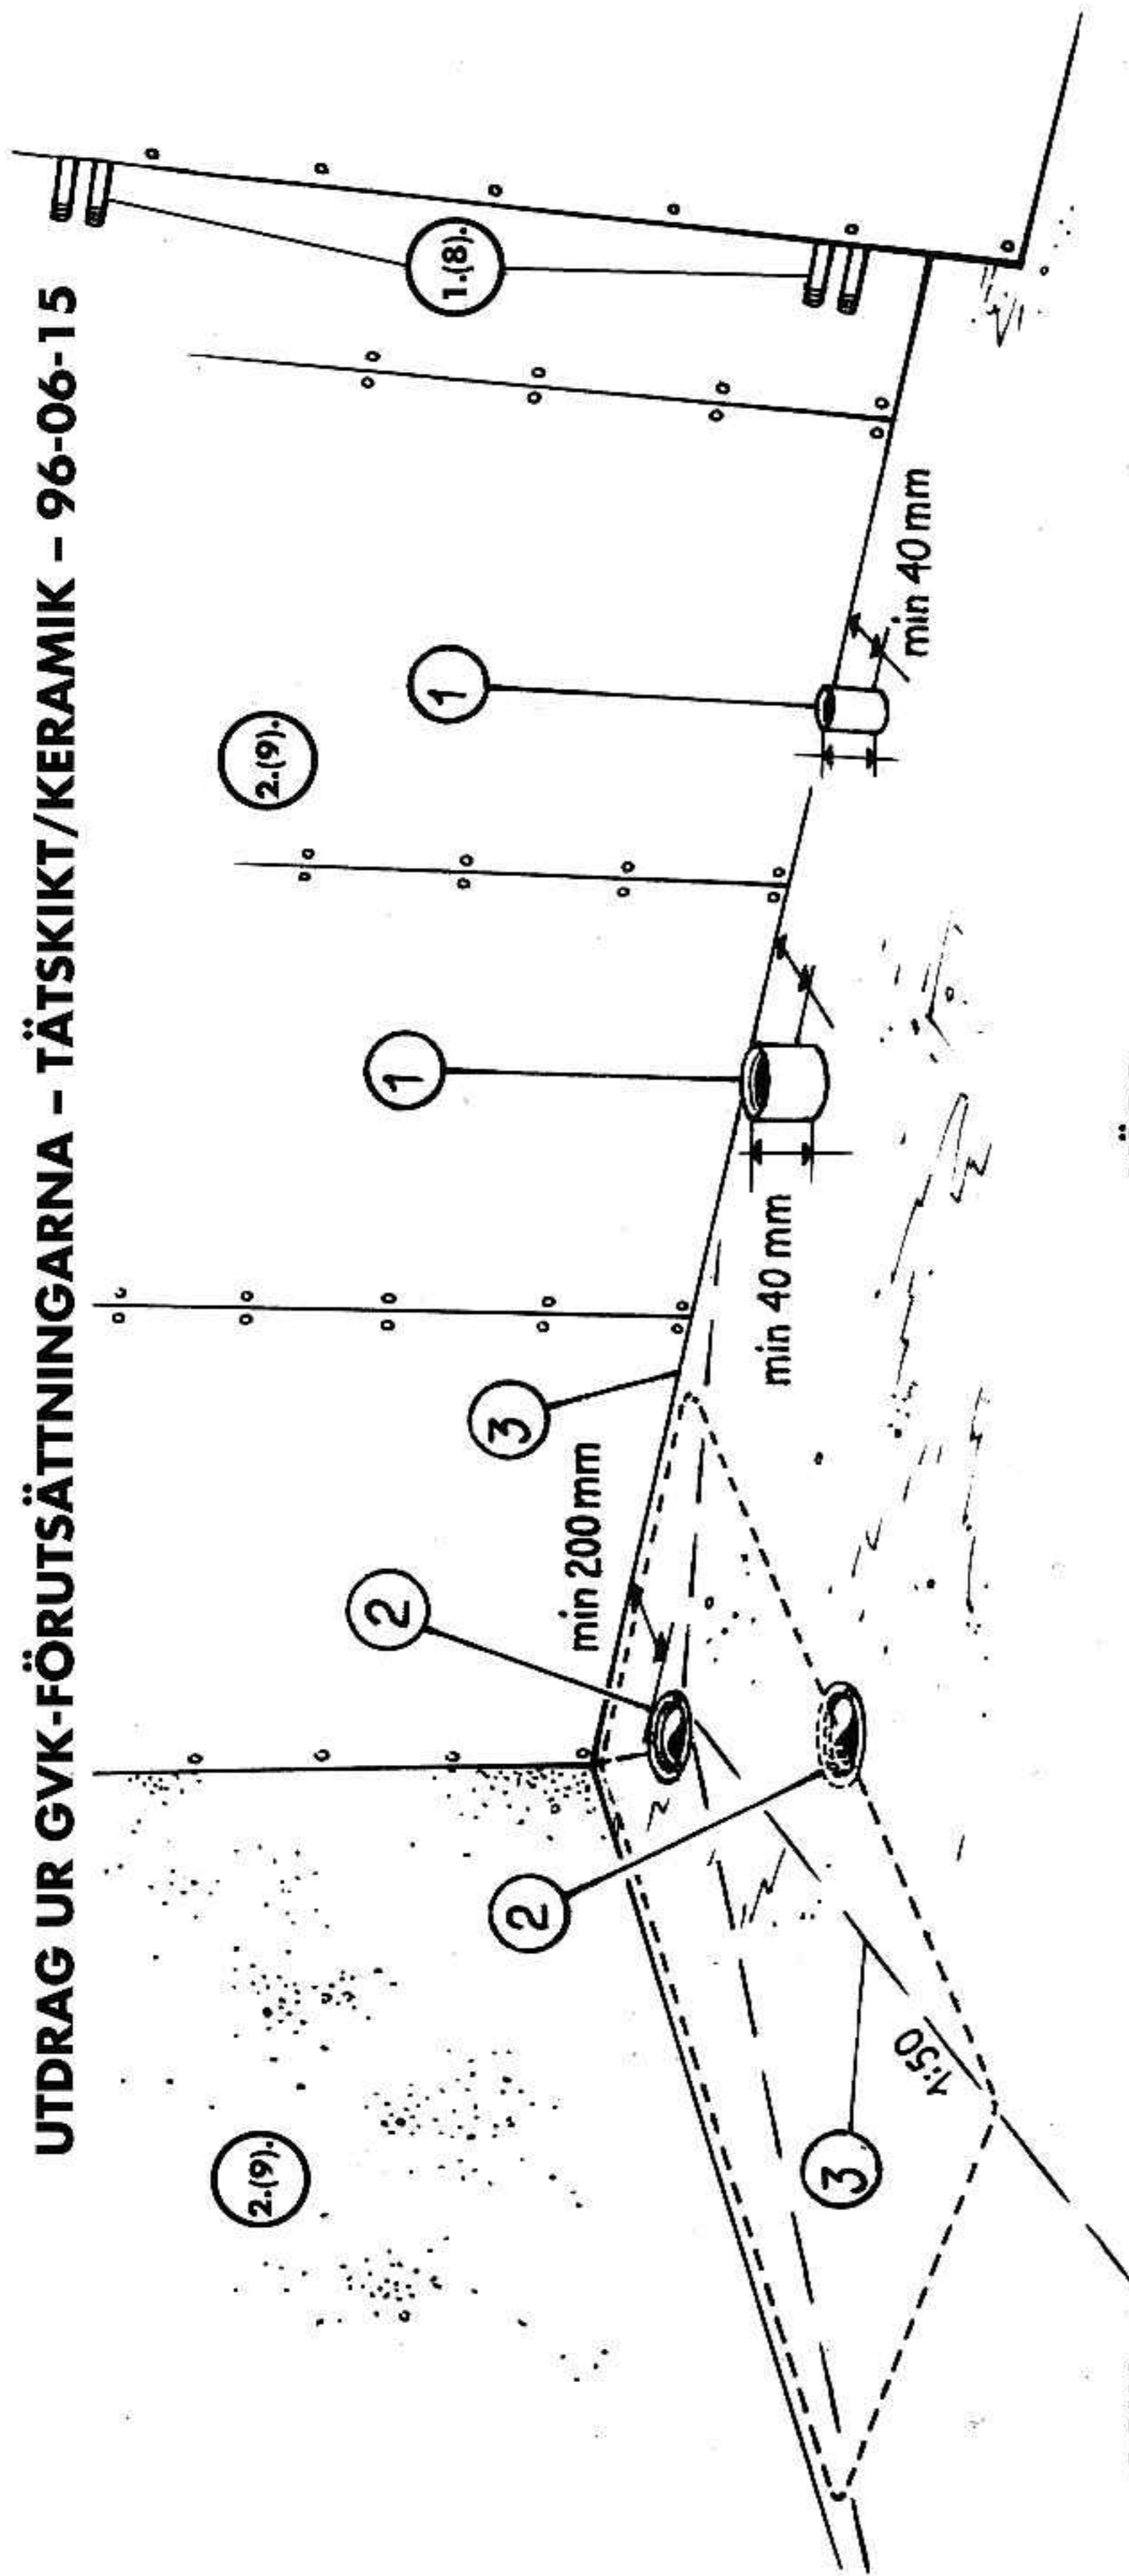 UTDRAG UR GVK-FÖRUTSÄTTNINGARNA – TÄTSKIKT/KERAMIK – 96-06-15
2.(9).
2.(9).
1.(8).
2
1
1
3
min 200 mm
2
min 40 mm
min 40 mm
3
1:50